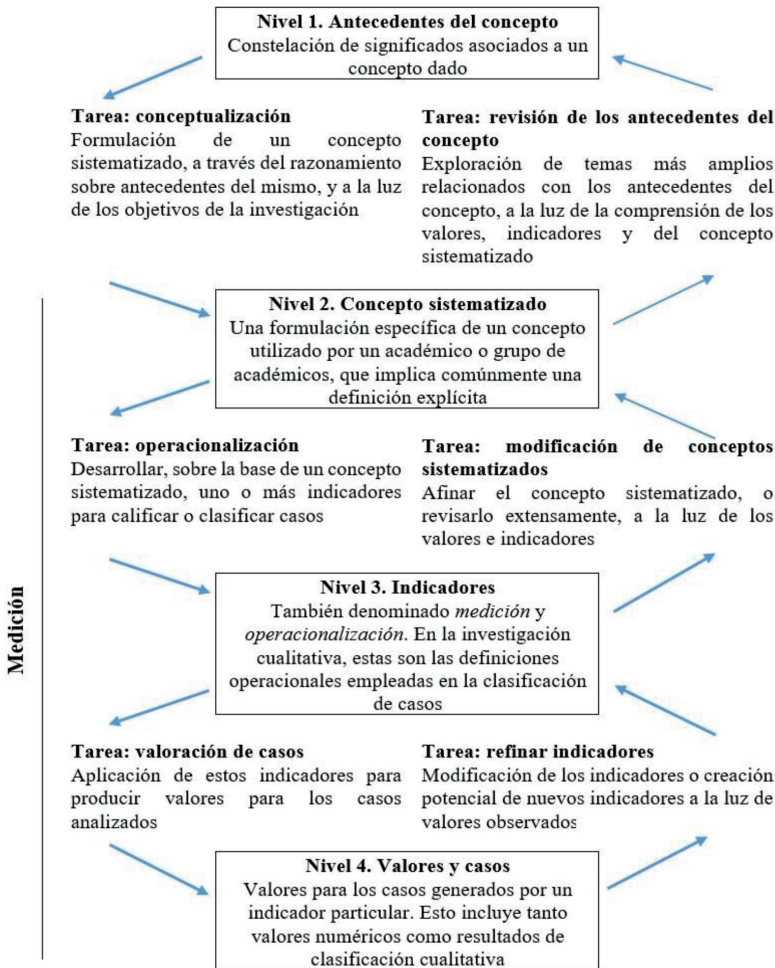 Nivel 1. Antecedentes del concepto
Constelación de significados asociados a un
concepto dado
Tarea: conceptualización
Formulación de un concepto
sistematizado, a través del razonamiento
sobre antecedentes del mismo, y a la luz
de los objetivos de la investigación
Tarea: revisión de los antecedentes del
concepto
Exploración de temas más amplios
relacionados con los antecedentes del
concepto, a la luz de la comprensión de los
valores, indicadores y del concepto
sistematizado
Nivel 2. Concepto sistematizado
Una formulación específica de un concepto
utilizado por un académico o grupo de
académicos, que implica comúnmente una
definición explícita
Tarea: operacionalización
Desarrollar, sobre la base de un concepto
sistematizado, uno o más indicadores
para calificar o clasificar casos
Tarea: modificación de conceptos
sistematizados
Afinar el concepto sistematizado, o
revisarlo extensamente, a la luz de los
valores e indicadores
Medición
Nivel 3. Indicadores
También denominado medición y
operacionalización. En la investigación
cualitativa, estas son las definiciones
operacionales empleadas en la clasificación
de casos
Tarea: valoración de casos
Aplicación de estos indicadores para
producir valores para los casos
analizados
Tarea: refinar indicadores
Modificación de los indicadores o creación
potencial de nuevos indicadores a la luz de
valores observados
Nivel 4. Valores y casos
Valores para los casos generados por un
indicador particular. Esto incluye tanto
valores numéricos como resultados de
clasificación cualitativa